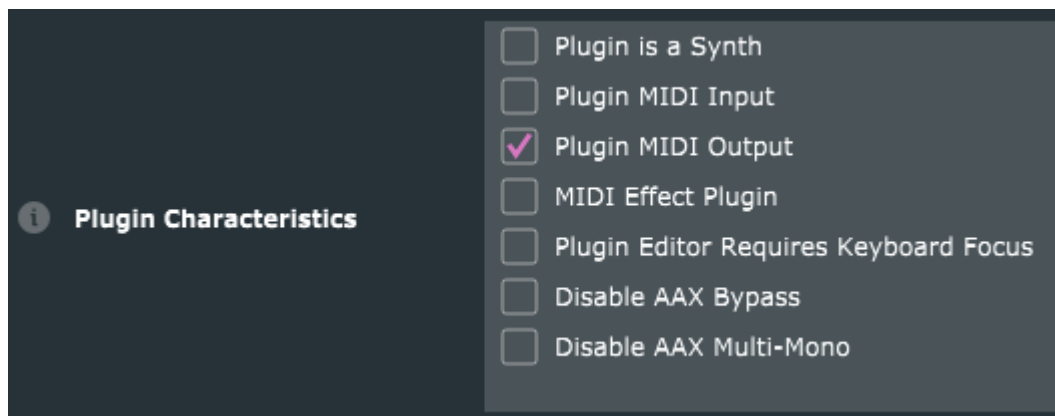 Plugin is a Synth
Plugin MIDI Input
Plugin MIDI Output
MIDI Effect Plugin
Plugin Characteristics
Plugin Editor Requires Keyboard Focus
Disable AAX Bypass
Disable AAX Multi-Mono